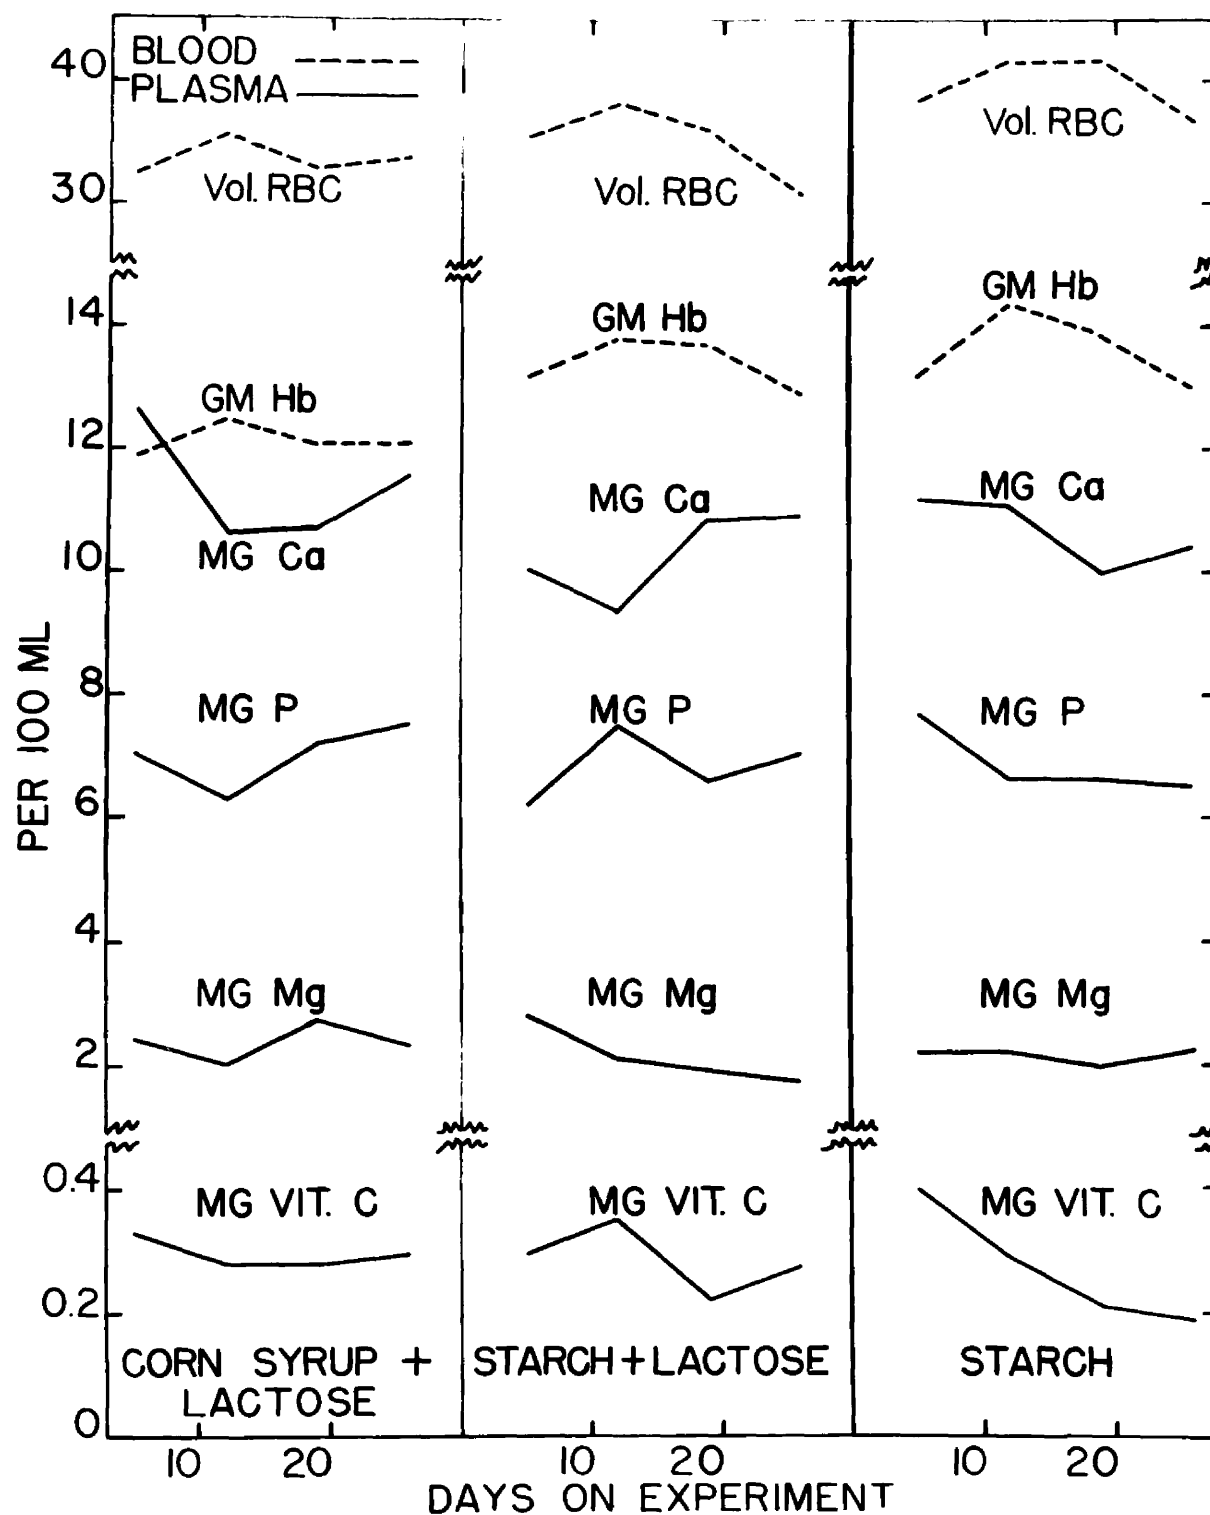 BLOOD
PLASMA
40
30
14
12
10
8
6
4
2
0.4
0.2
0
PER 100 ML
Vol. RBC
GM Hb
MG Ca
MG P
MG Mg
MG VIT. C
CORN SYRUP +
LACTOSE
10 20
Vol. RBC
GM Hb
MG Ca
MG P
MG Mg
MG VIT. C
STARCH + LACTOSE
10 20
Vol. RBC
GM Hb
MG Ca
MG P
MG Mg
MG VIT. C
STARCH
10 20
DAYS ON EXPERIMENT